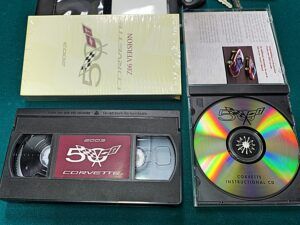 2003
50
CORVETTE
Z06 VERSION
2003
50
CORVETTE
50
CORVETTE
INSTRUCTIONAL CD